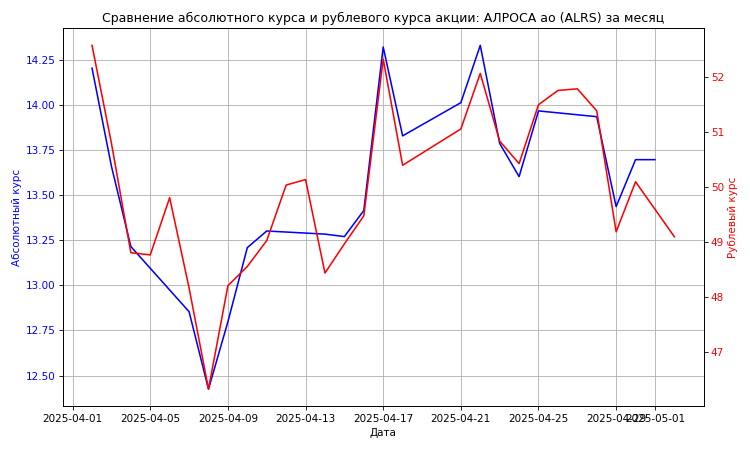 Сравнение абсолютного курса и рублевого курса акции: АЛРОСА ао (ALRS) за месяц
Абсолютный курс
14.25
14.00
13.75
13.50
13.25
13.00
12.75
12.50
52
51
50
49
48
47
Рублевый курс
2025-04-01 2025-04-05 2025-04-09 2025-04-13 2025-04-17 2025-04-21 2025-04-25 2025-04-29 2025-05-01
Дата